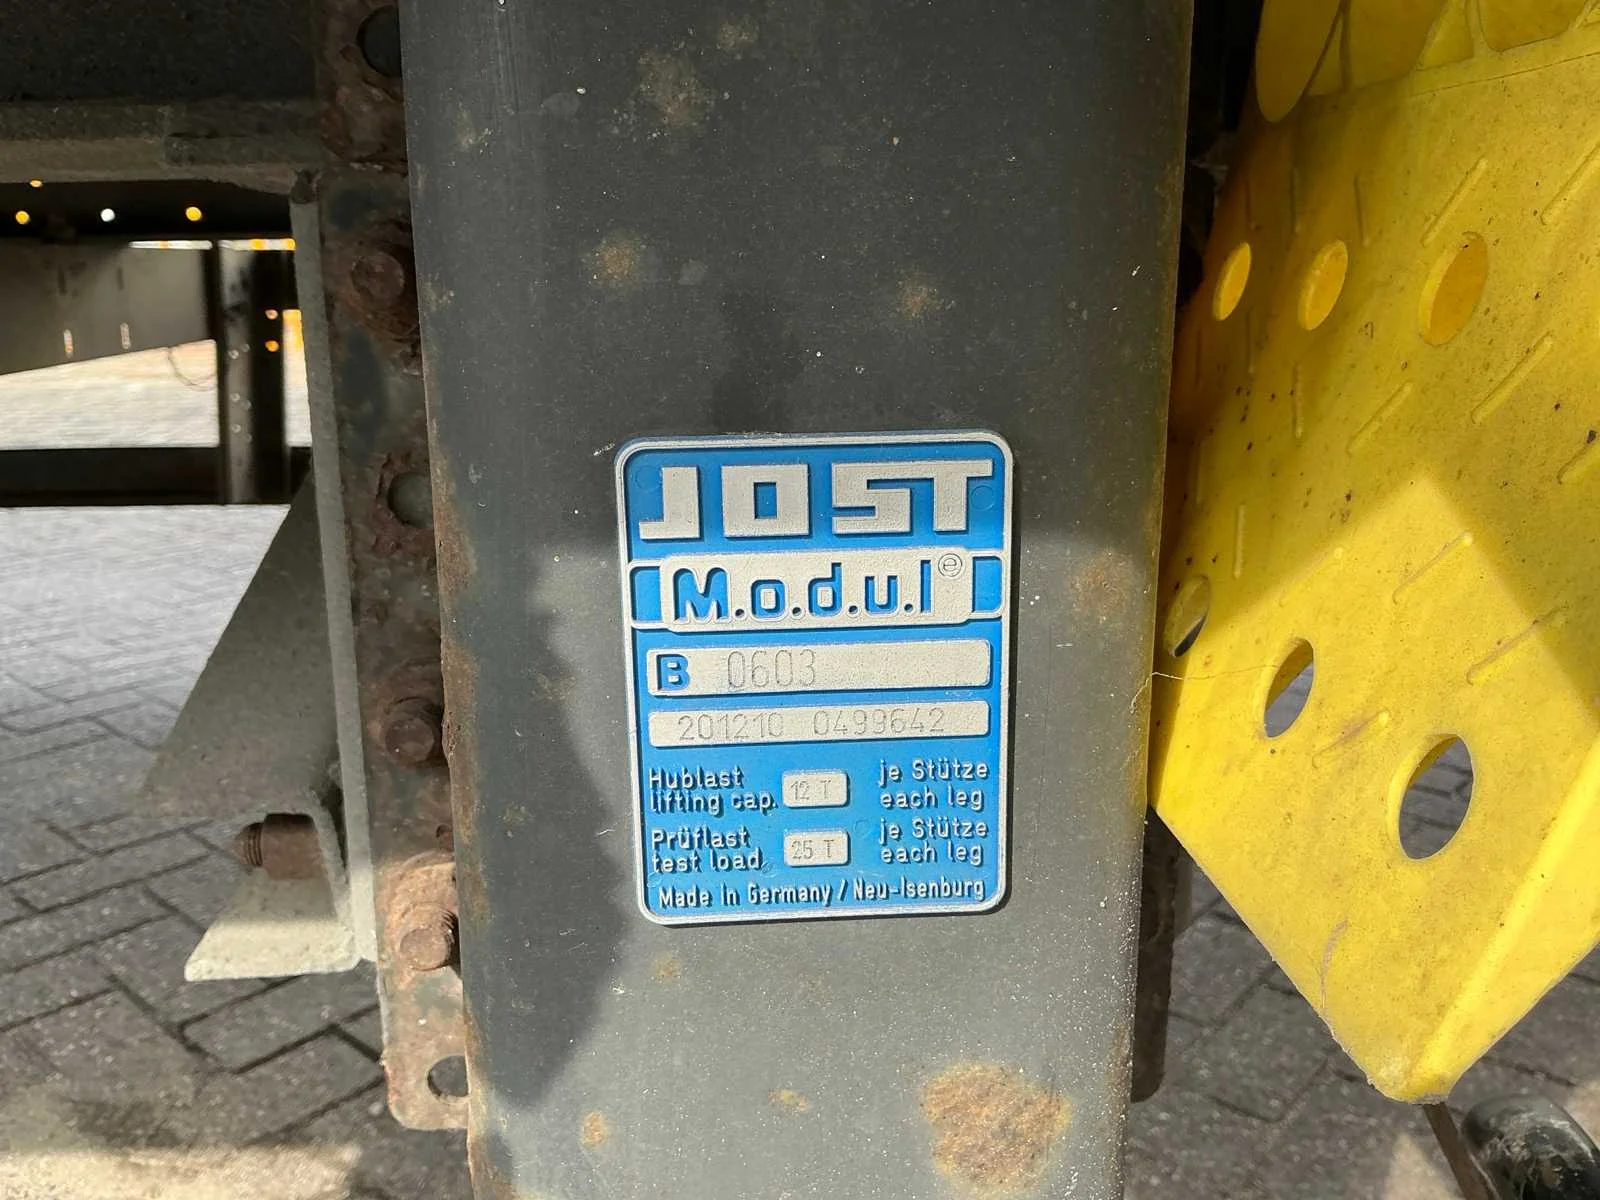 JOST
M.o.d.u.l ⓔ
B 0603
201210 0499642
Hublast
lifting cap. 12 T je Stütze
each leg
Prüflast
test load 25 T je Stütze
each leg
Made in Germany / Neu-Isenburg